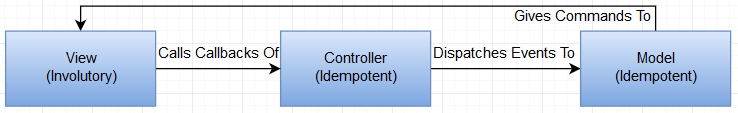 Gives Commands To
View
(Involutory)
Calls Callbacks Of
Controller
(Idempotent)
Dispatches Events To
Model
(Idempotent)